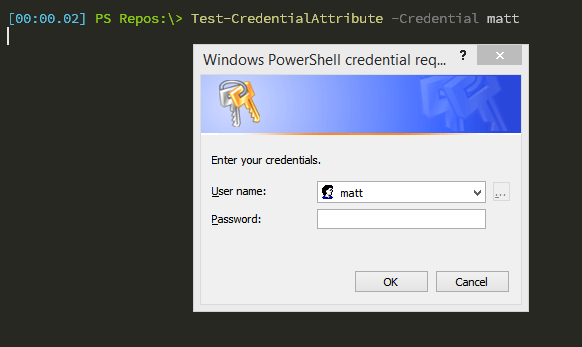 [00:00.02] PS Repos:\> Test-CredentialAttribute -Credential matt
Windows PowerShell credential req... ? ×
Enter your credentials.
User name: matt ...
Password:
OK Cancel